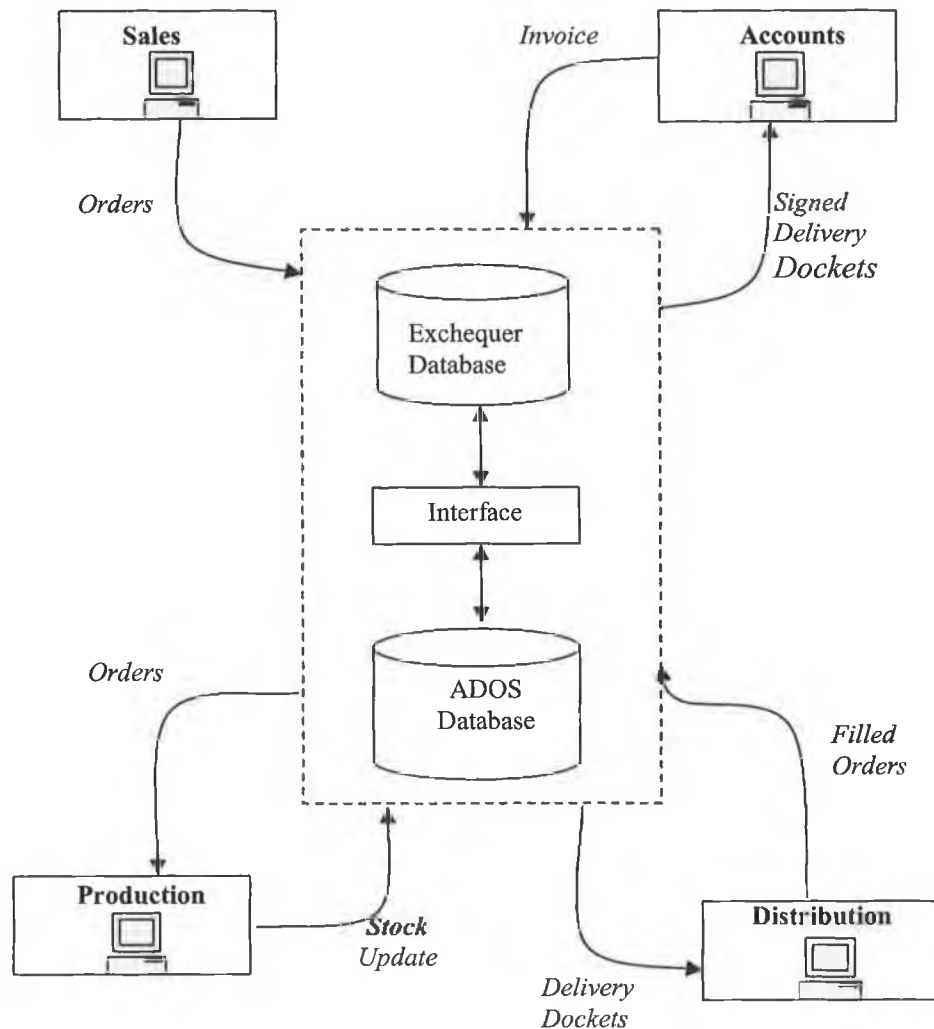 Sales
Invoice
Accounts
Orders
Signed
Delivery
Dockets
Exchequer
Database
Interface
Orders
ADOS
Database
Filled
Orders
Production
Stock
Update
Distribution
Delivery
Dockets